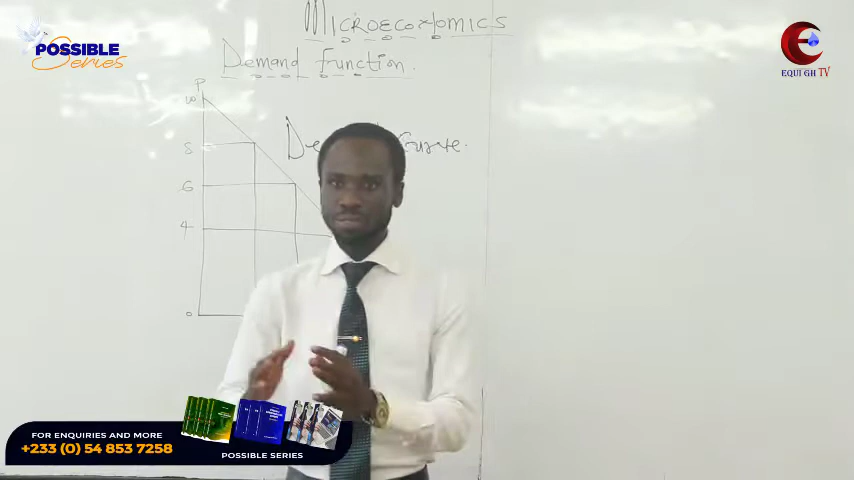 MICROECONOMICS
POSSIBLE
Series
EQUI GH TV
Demand Function.
P
10
8
6
4
0
Curve.
FOR ENQUIRIES AND MORE
+233 (0) 54 853 7258
POSSIBLE SERIES